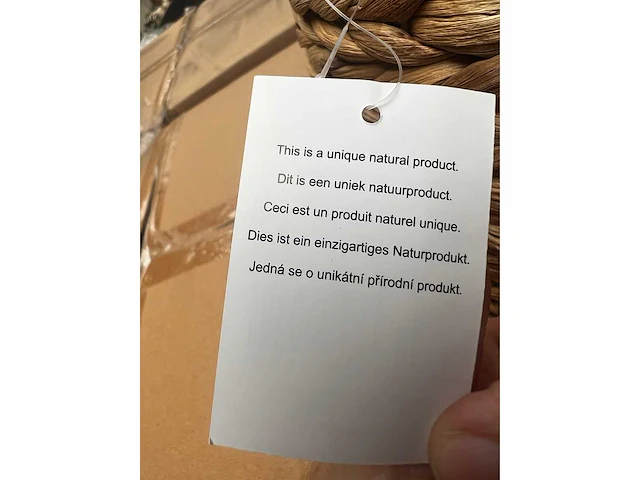 This is a unique natural product.
Dit is een uniek natuurproduct.
Ceci est un produit naturel unique.
Dies ist ein einzigartiges Naturprodukt.
Jedná se o unikátní přírodní produkt.